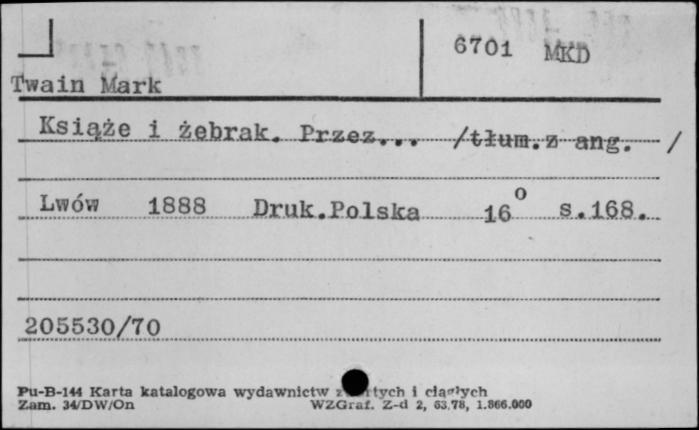 6701 MKD
Twain Mark
Książe i żebrak. Przez... /tłum.z ang. /
Lwów 1888 Druk.Polska 16° s.168.
205530/70
Pu-B-144 Karta katalogowa wydawnictw i ciągłych
Zam. 34/DW/On WZGraf. Z-d 2, 63,78, 1.866.000